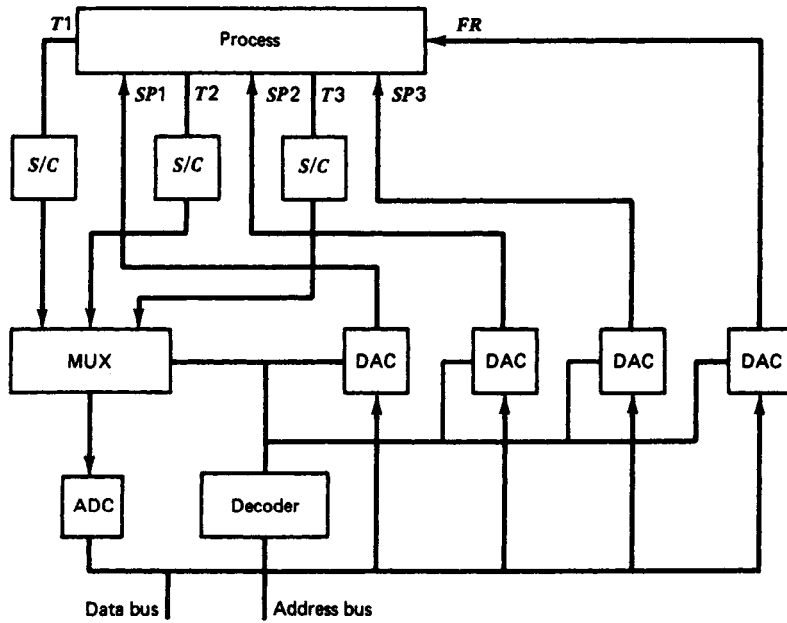 T1
Process
FR
SP1
T2
SP2
T3
SP3
S/C
S/C
S/C
MUX
DAC
DAC
DAC
DAC
ADC
Decoder
Data bus
Address bus